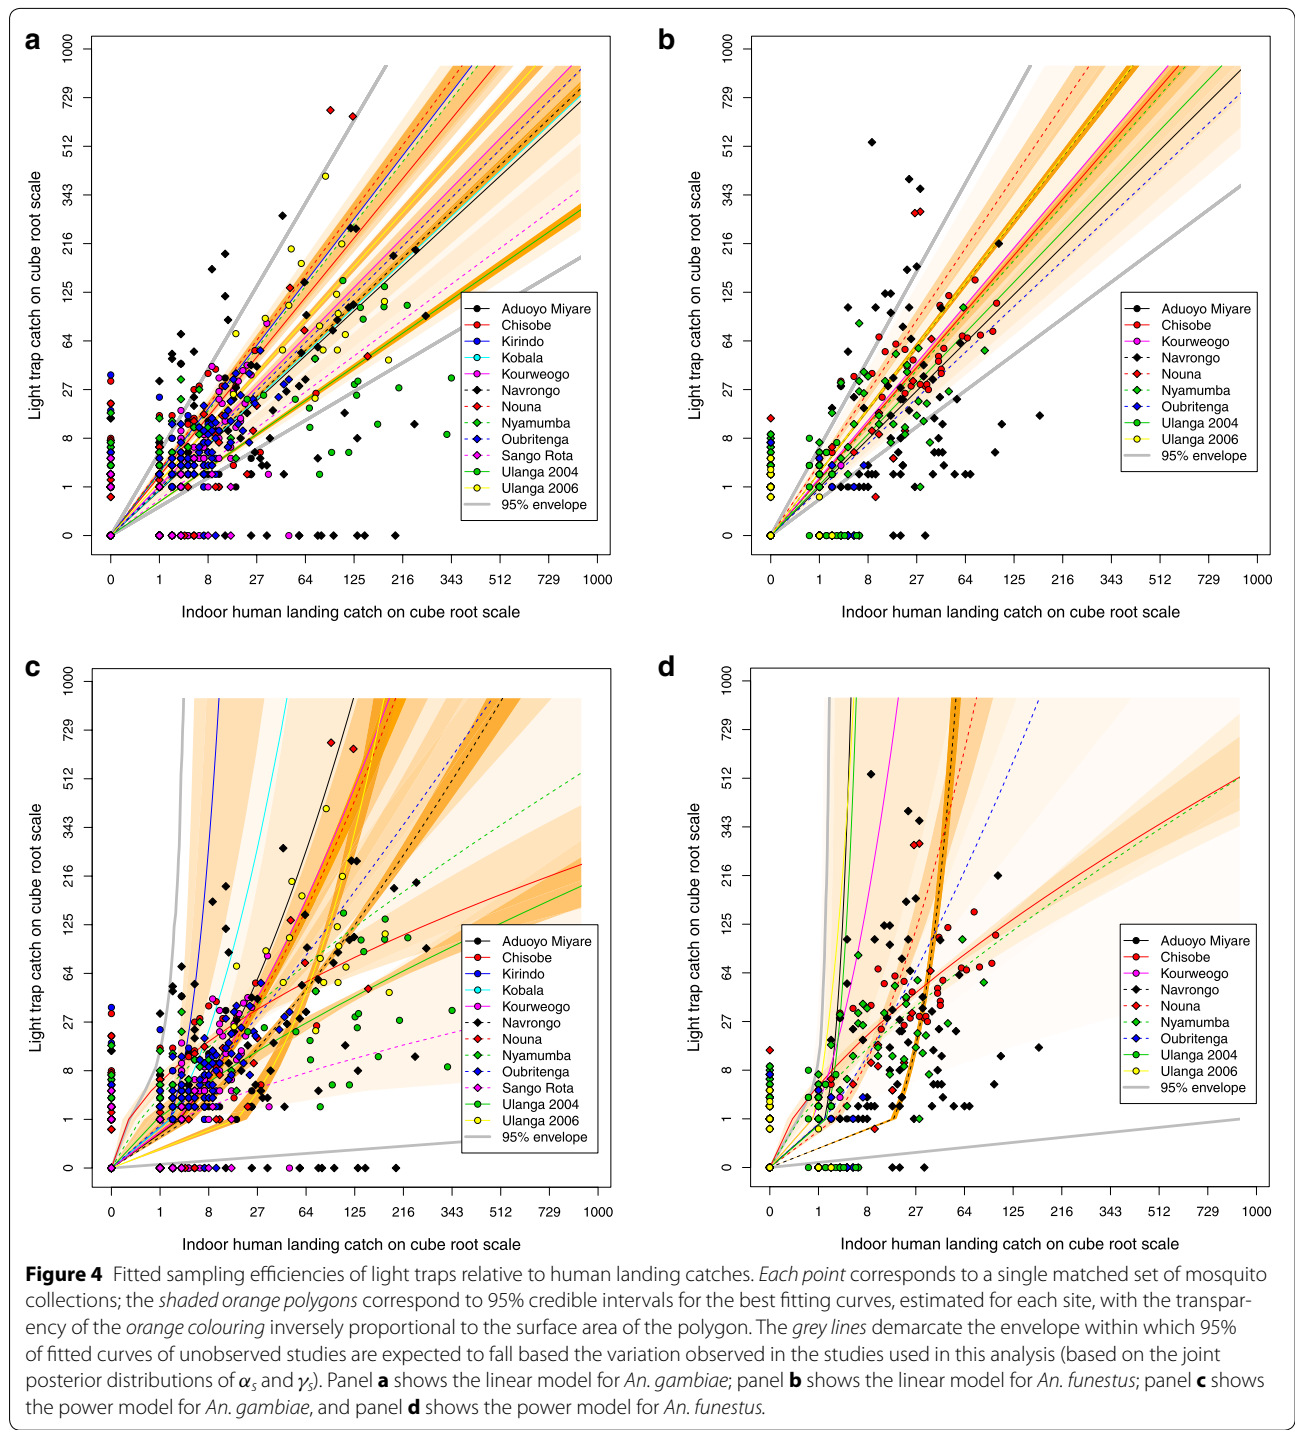 a
1000
729
512
343
216
125
64
27
8
1
0
Light trap catch on cube root scale
Aduoyo Miyare
Chisobe
Kirindo
Kobala
Kourweogo
Navrongo
Nouna
Nyamumba
Oubritenga
Sango Rota
Ulanga 2004
Ulanga 2006
95% envelope
0 1 8 27 64 125 216 343 512 729 1000
Indoor human landing catch on cube root scale
b
1000
729
512
343
216
125
64
27
8
1
0
Light trap catch on cube root scale
Aduoyo Miyare
Chisobe
Kourweogo
Navrongo
Nouna
Nyamumba
Oubritenga
Ulanga 2004
Ulanga 2006
95% envelope
0 1 8 27 64 125 216 343 512 729 1000
Indoor human landing catch on cube root scale
c
1000
729
512
343
216
125
64
27
8
1
0
Light trap catch on cube root scale
Aduoyo Miyare
Chisobe
Kirindo
Kobala
Kourweogo
Navrongo
Nouna
Nyamumba
Oubritenga
Sango Rota
Ulanga 2004
Ulanga 2006
95% envelope
0 1 8 27 64 125 216 343 512 729 1000
Indoor human landing catch on cube root scale
d
1000
729
512
343
216
125
64
27
8
1
0
Light trap catch on cube root scale
Aduoyo Miyare
Chisobe
Kourweogo
Navrongo
Nouna
Nyamumba
Oubritenga
Ulanga 2004
Ulanga 2006
95% envelope
0 1 8 27 64 125 216 343 512 729 1000
Indoor human landing catch on cube root scale
Figure 4 Fitted sampling efficiencies of light traps relative to human landing catches. Each point corresponds to a single matched set of mosquito
collections; the shaded orange polygons correspond to 95% credible intervals for the best fitting curves, estimated for each site, with the transpar-
ency of the orange colouring inversely proportional to the surface area of the polygon. The grey lines demarcate the envelope within which 95%
of fitted curves of unobserved studies are expected to fall based the variation observed in the studies used in this analysis (based on the joint
posterior distributions of αs and γs). Panel a shows the linear model for An. gambiae; panel b shows the linear model for An. funestus; panel c shows
the power model for An. gambiae, and panel d shows the power model for An. funestus.